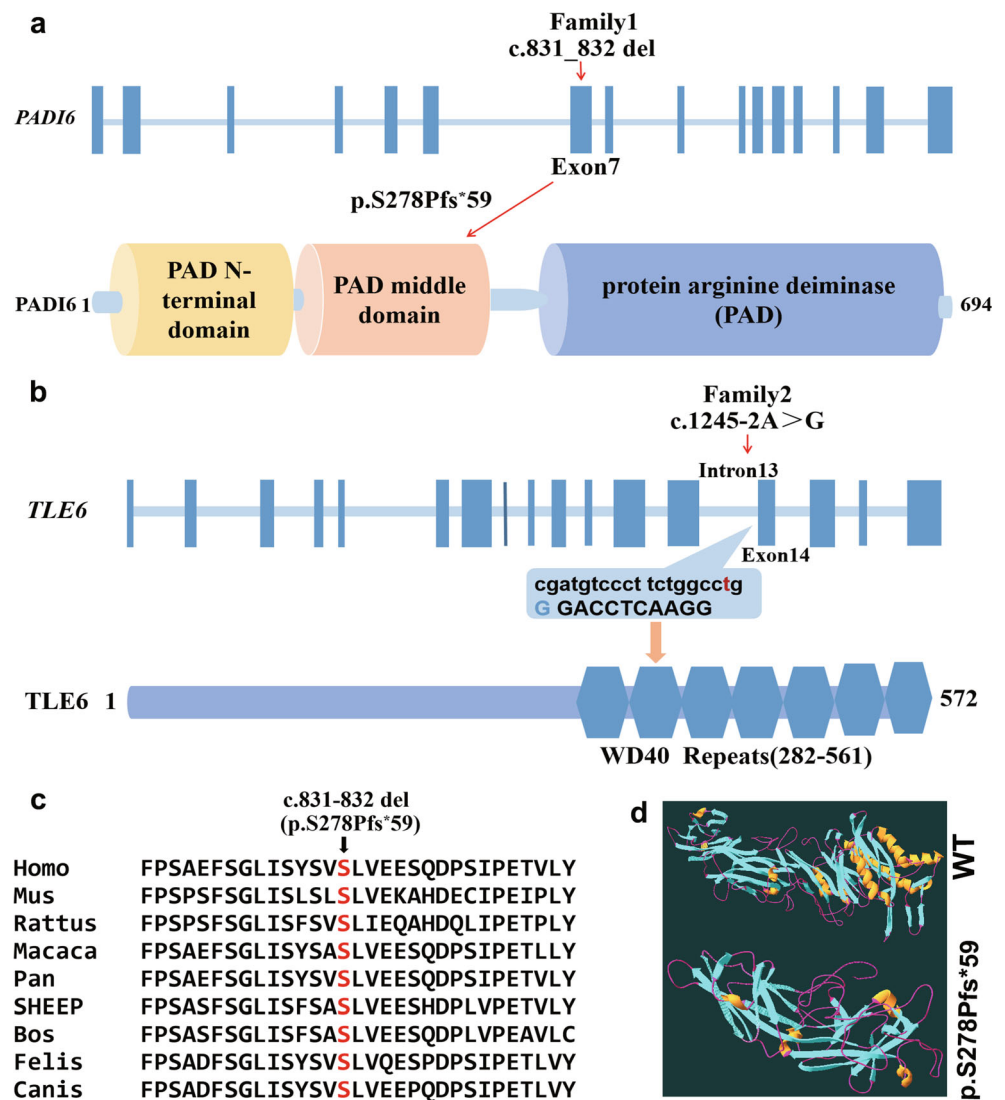 a
Family1
c.831_832 del
PADI6
Exon7
p.S278Pfs*59
PADI6 1
PAD N-
terminal
domain
PAD middle
domain
protein arginine deiminase
(PAD)
694
b
Family2
c.1245-2A＞G
Intron13
TLE6
Exon14
cgatgtccct tctggcctg
G GACCTCAAGG
TLE6 1
572
WD40 Repeats(282-561)
c
c.831-832 del
(p.S278Pfs*59)
Homo FPSAEFSGLISYSVSLVEESQDPSIPETVLY
Mus FPSPSFSGLISLSLSLVEKAHDECIPEIPLY
Rattus FPSPSFSGLISFSVSLIEQAHDQLIPETPLY
Macaca FPSAEFSGLISYSASLVEESQDPSIPETLLY
Pan FPSAEFSGLISYSVSLVEESQDPSIPETVLY
SHEEP FPSASFSGLISFSASLVEESHDPLVPETVLY
Bos FPSASFSGLISFSASLVEESQDPLVPEAVLC
Felis FPSADFSGLISYSVSLVQESPDPSIPETLVY
Canis FPSADFSGLISYSVSLVEEPQDPSIPETLVY
d
WT
p.S278Pfs*59